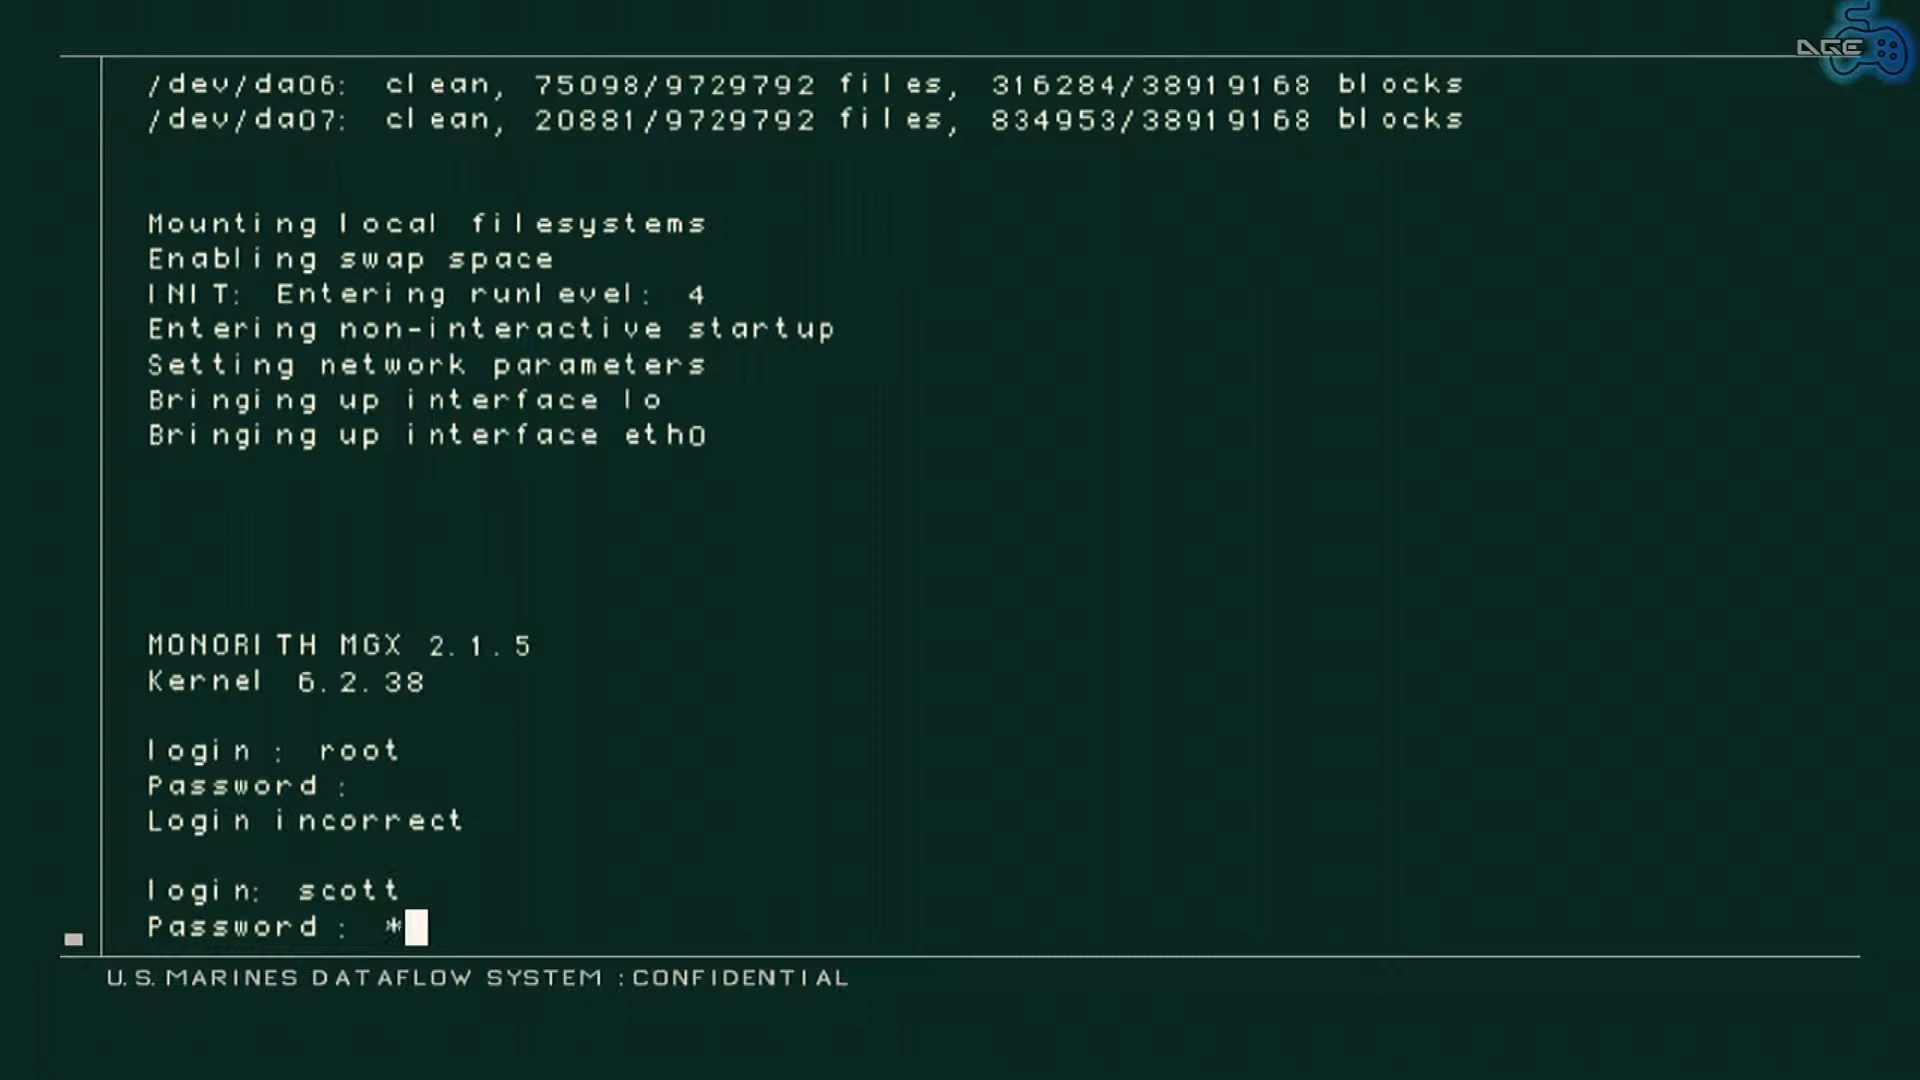 AGE
/dev/da06: clean, 75098/9729792 files, 316284/38919168 blocks
/dev/da07: clean, 20881/9729792 files, 834953/38919168 blocks
Mounting local filesystems
Enabling swap space
INIT: Entering runlevel: 4
Entering non-interactive startup
Setting network parameters
Bringing up interface lo
Bringing up interface eth0
MONORITH MGX 2.1.5
Kernel 6.2.38
login : root
Password :
Login incorrect
login: scott
Password : *
U.S. MARINES DATAFLOW SYSTEM :CONFIDENTIAL